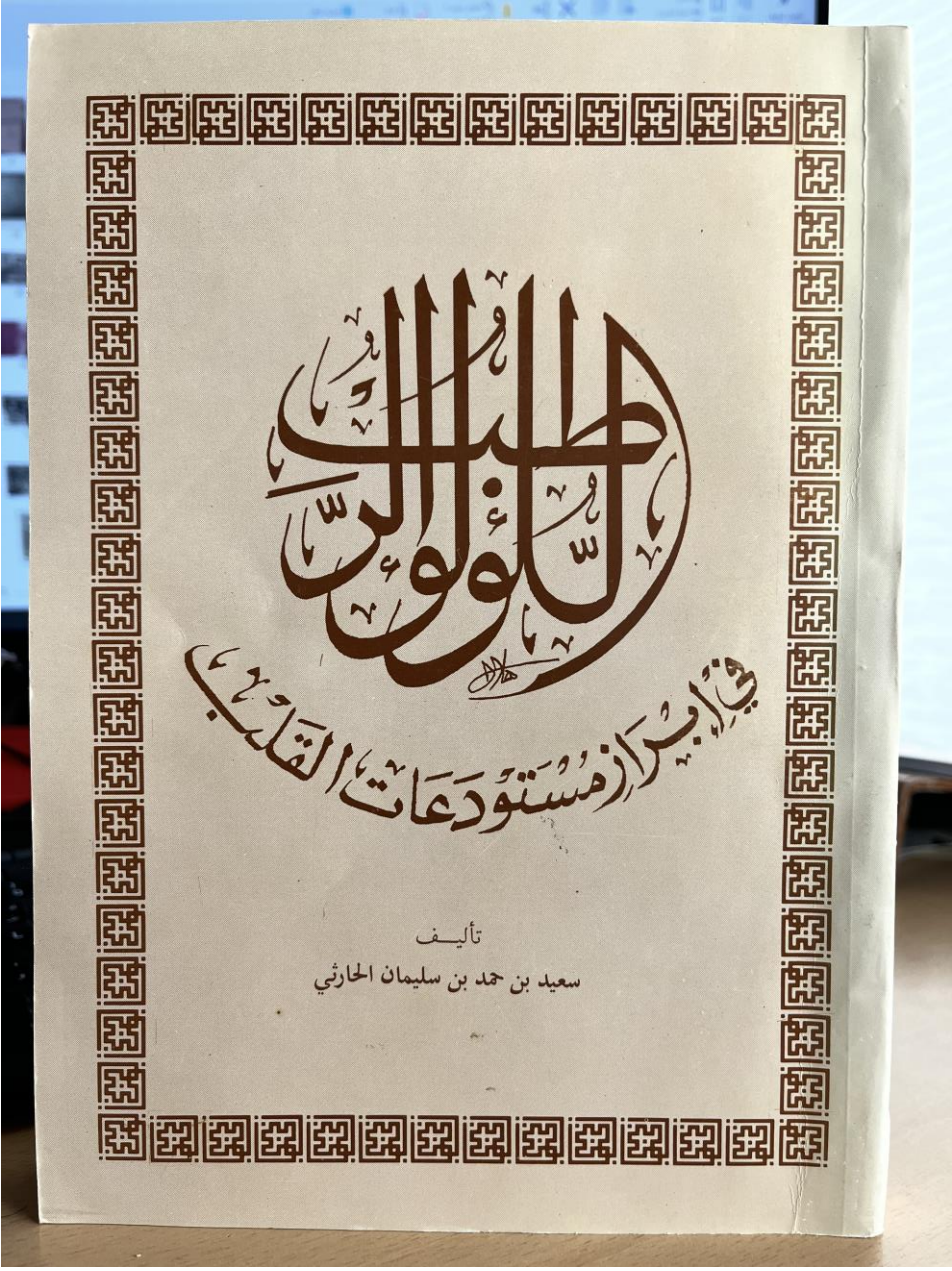 اللؤلؤ الرطب
في إبراز مستودعات القلب
تأليف
سعيد بن حمد بن سليمان الحارثي